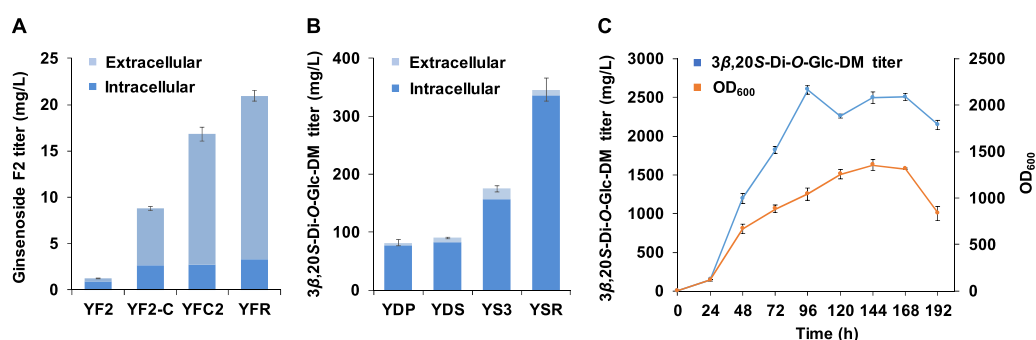 A
Ginsenoside F2 titer (mg/L)
25
20
15
10
5
0
Extracellular
Intracellular
YF2 YF2-C YFC2 YFR
B
3β,20S-Di-O-Glc-DM titer (mg/L)
400
300
200
100
0
Extracellular
Intracellular
YDP YDS YS3 YSR
C
3β,20S-Di-O-Glc-DM titer (mg/L)
3000
2500
2000
1500
1000
500
0
3β,20S-Di-O-Glc-DM titer
OD600
2500
2000
1500
1000
500
0
OD600
0 24 48 72 96 120 144 168 192
Time (h)